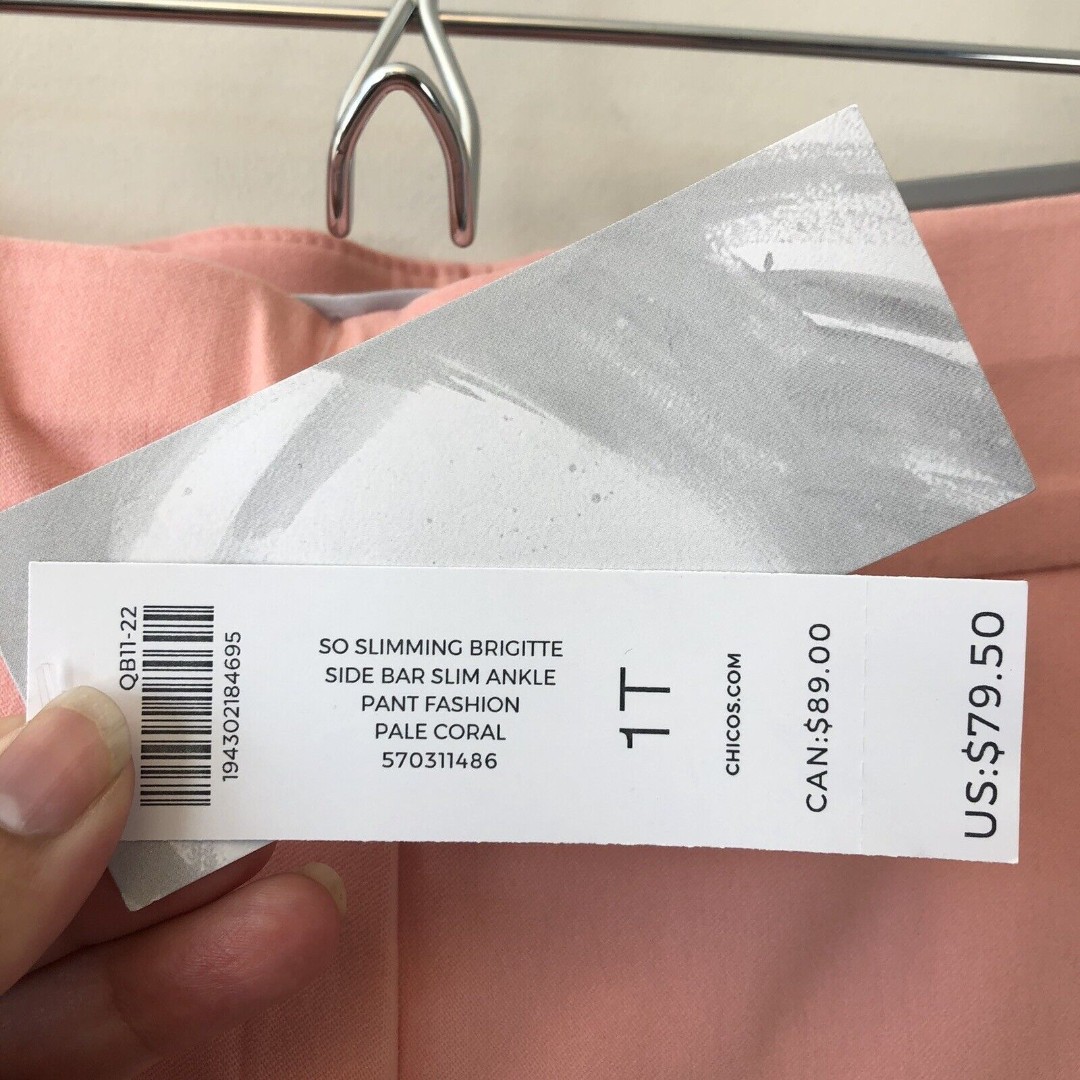 QB11-22
194302184695
SO SLIMMING BRIGITTE
SIDE BAR SLIM ANKLE
PANT FASHION
PALE CORAL
570311486
1T
CHICOS.COM
CAN:$89.00
US:$79.50